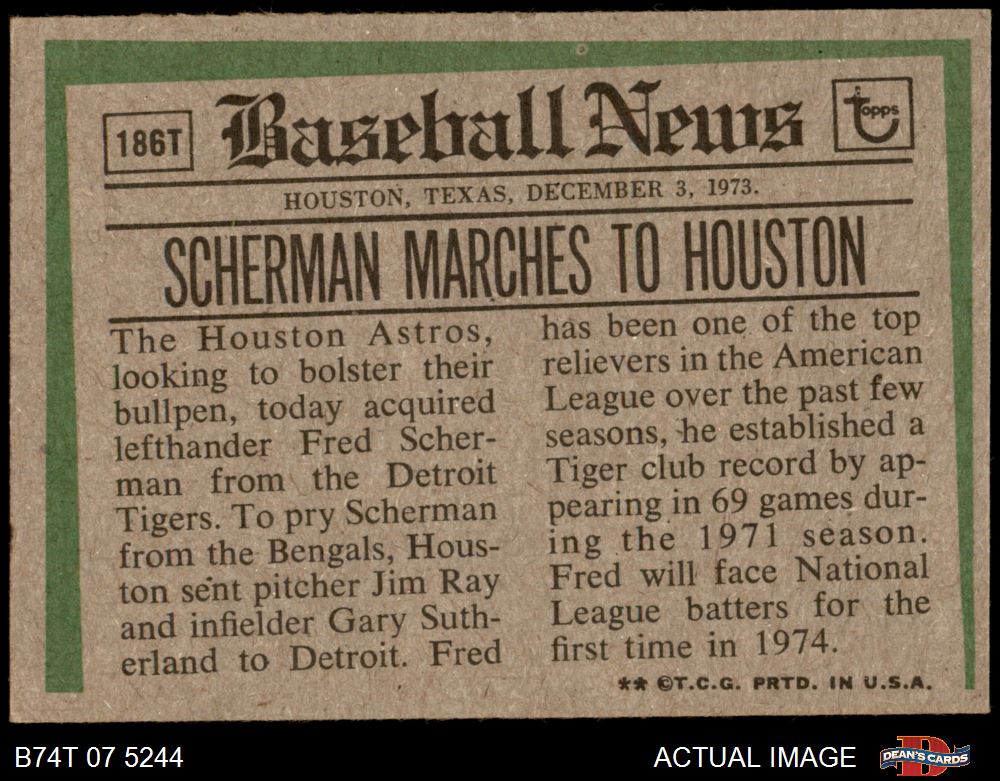 186T
Baseball News
Topps
HOUSTON, TEXAS, DECEMBER 3, 1973.
SCHERMAN MARCHES TO HOUSTON
The Houston Astros,
looking to bolster their
bullpen, today acquired
lefthander Fred Scher-
man from the Detroit
Tigers. To pry Scherman
from the Bengals, Hous-
ton sent pitcher Jim Ray
and infielder Gary Suth-
erland to Detroit. Fred
has been one of the top
relievers in the American
League over the past few
seasons, he established a
Tiger club record by ap-
pearing in 69 games dur-
ing the 1971 season.
Fred will face National
League batters for the
first time in 1974.
** ©T.C.G. PRTD. IN U.S.A.
B74T 07 5244
ACTUAL IMAGE
DEAN'S CARDS